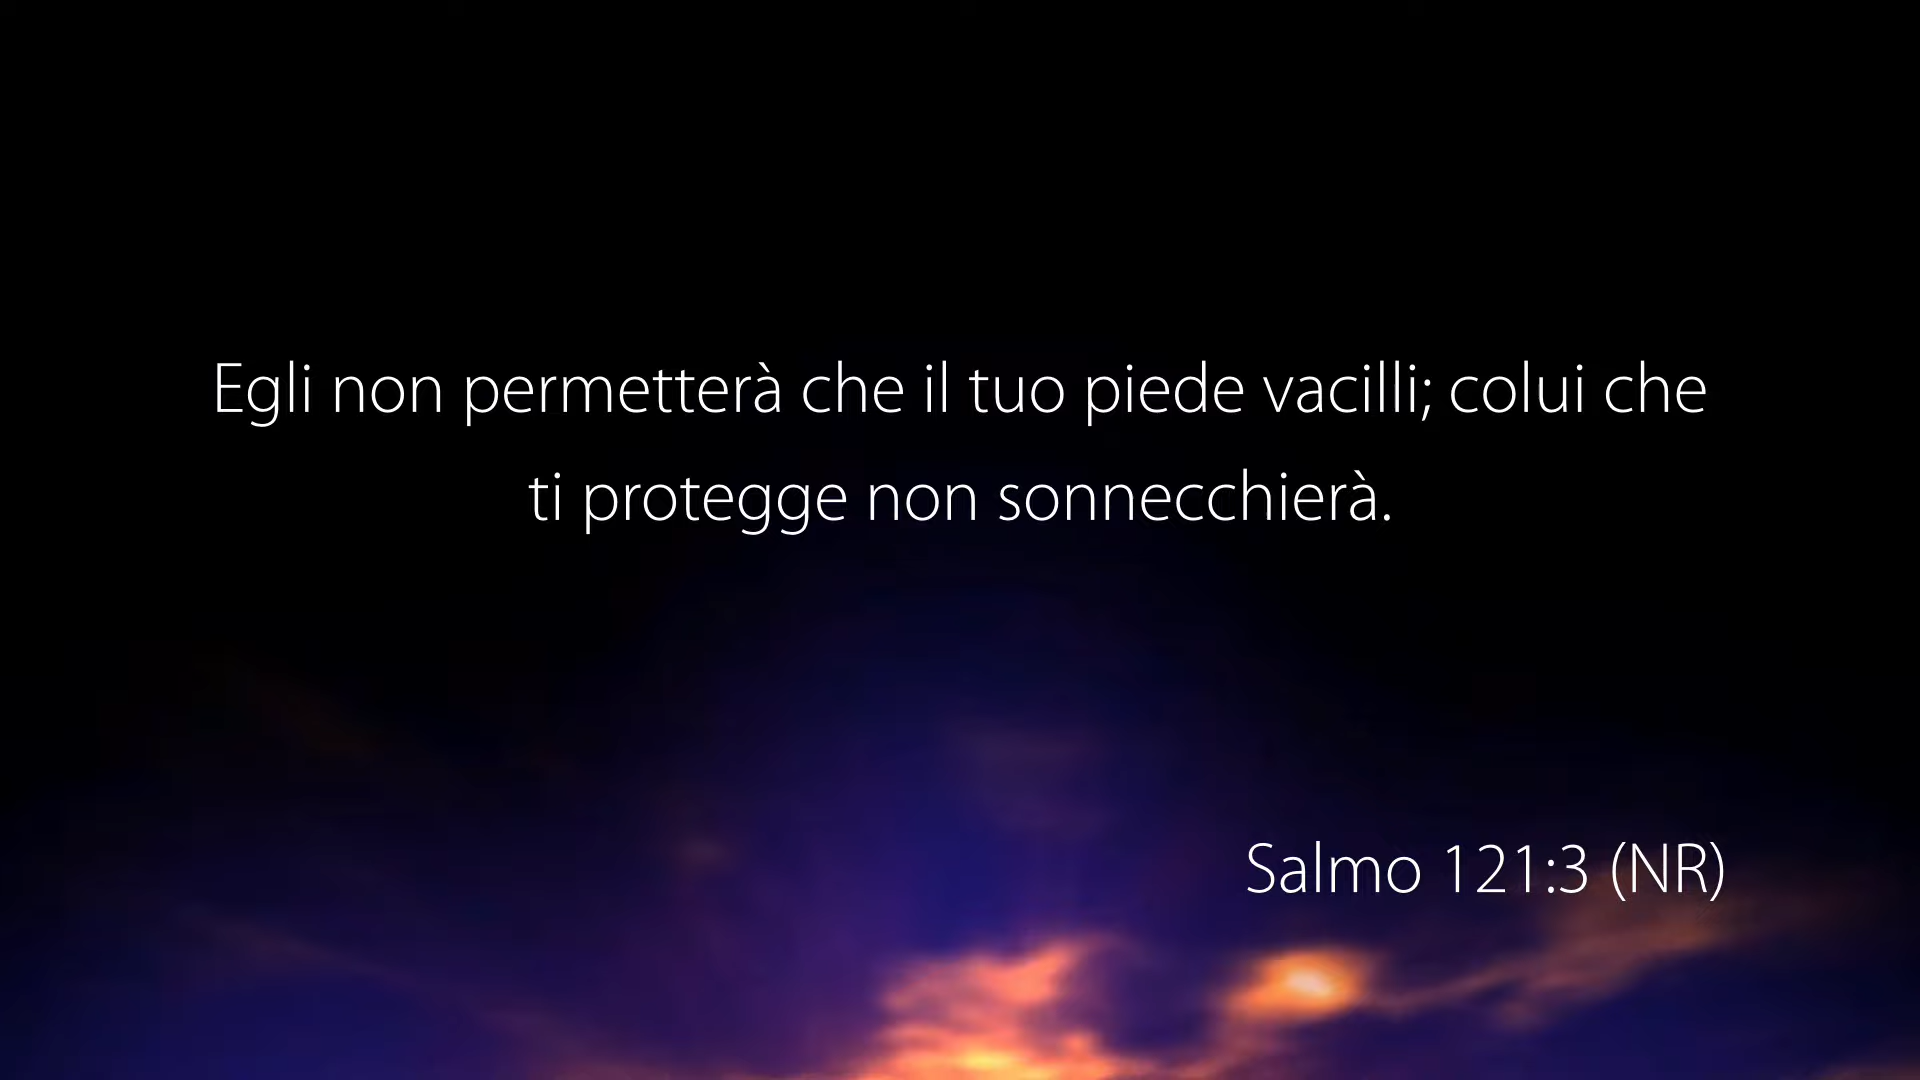 Egli non permetterà che il tuo piede vacilli; colui che
ti protegge non sonnecchierà.
Salmo 121:3 (NR)